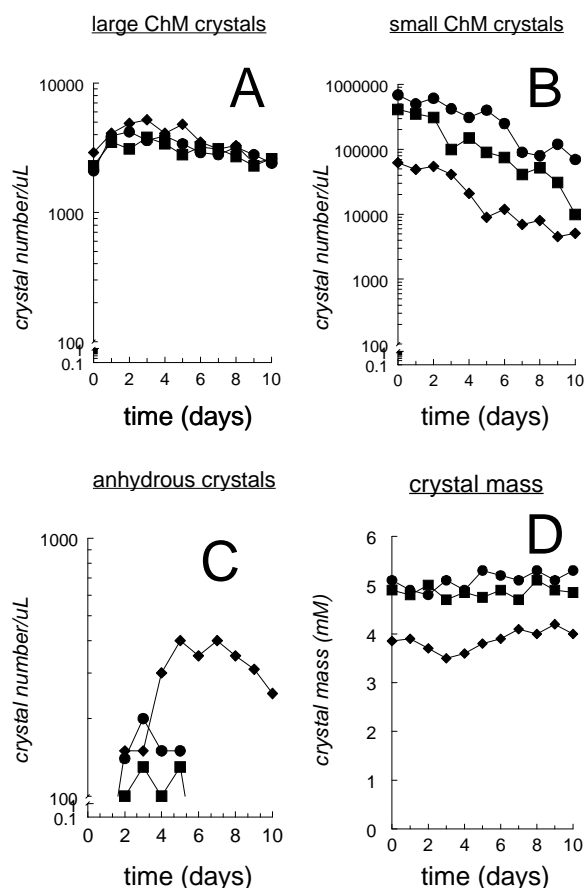 large ChM crystals
A
10000
1000
100
0.1
crystal number/uL
0 2 4 6 8 10
time (days)
small ChM crystals
B
1000000
100000
10000
1000
100
0.1
crystal number/uL
0 2 4 6 8 10
time (days)
anhydrous crystals
C
1000
100
0.1
crystal number/uL
0 2 4 6 8 10
time (days)
crystal mass
D
6
5
4
3
2
1
0
crystal mass (mM)
0 2 4 6 8 10
time (days)